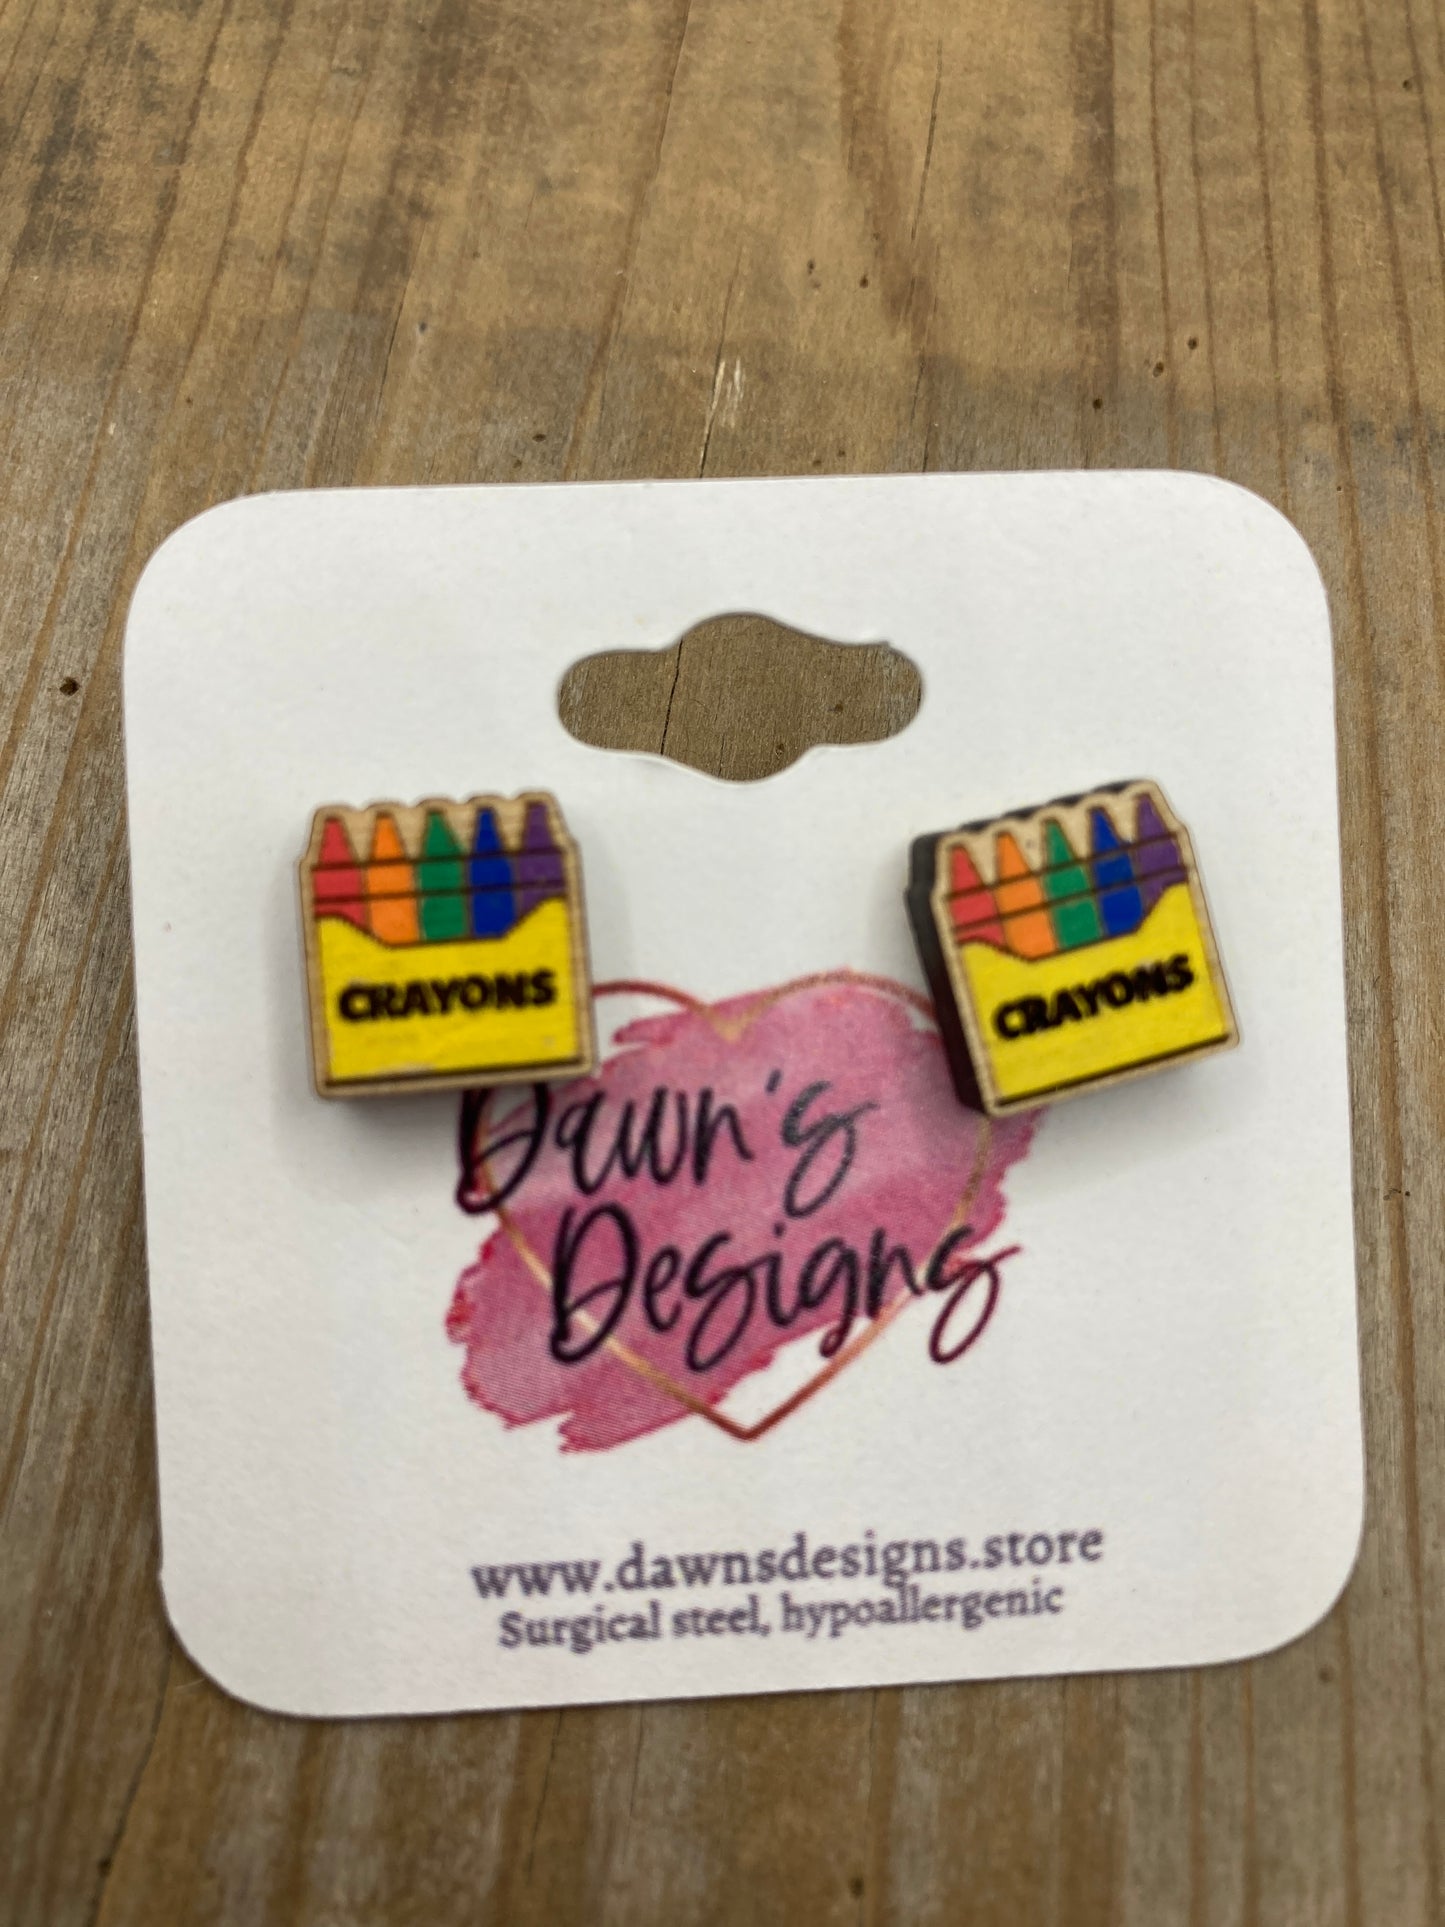 CRAYONS
CRAYONS
Dawn's
Designs
www.dawnsdesigns.store
Surgical steel, hypoallergenic